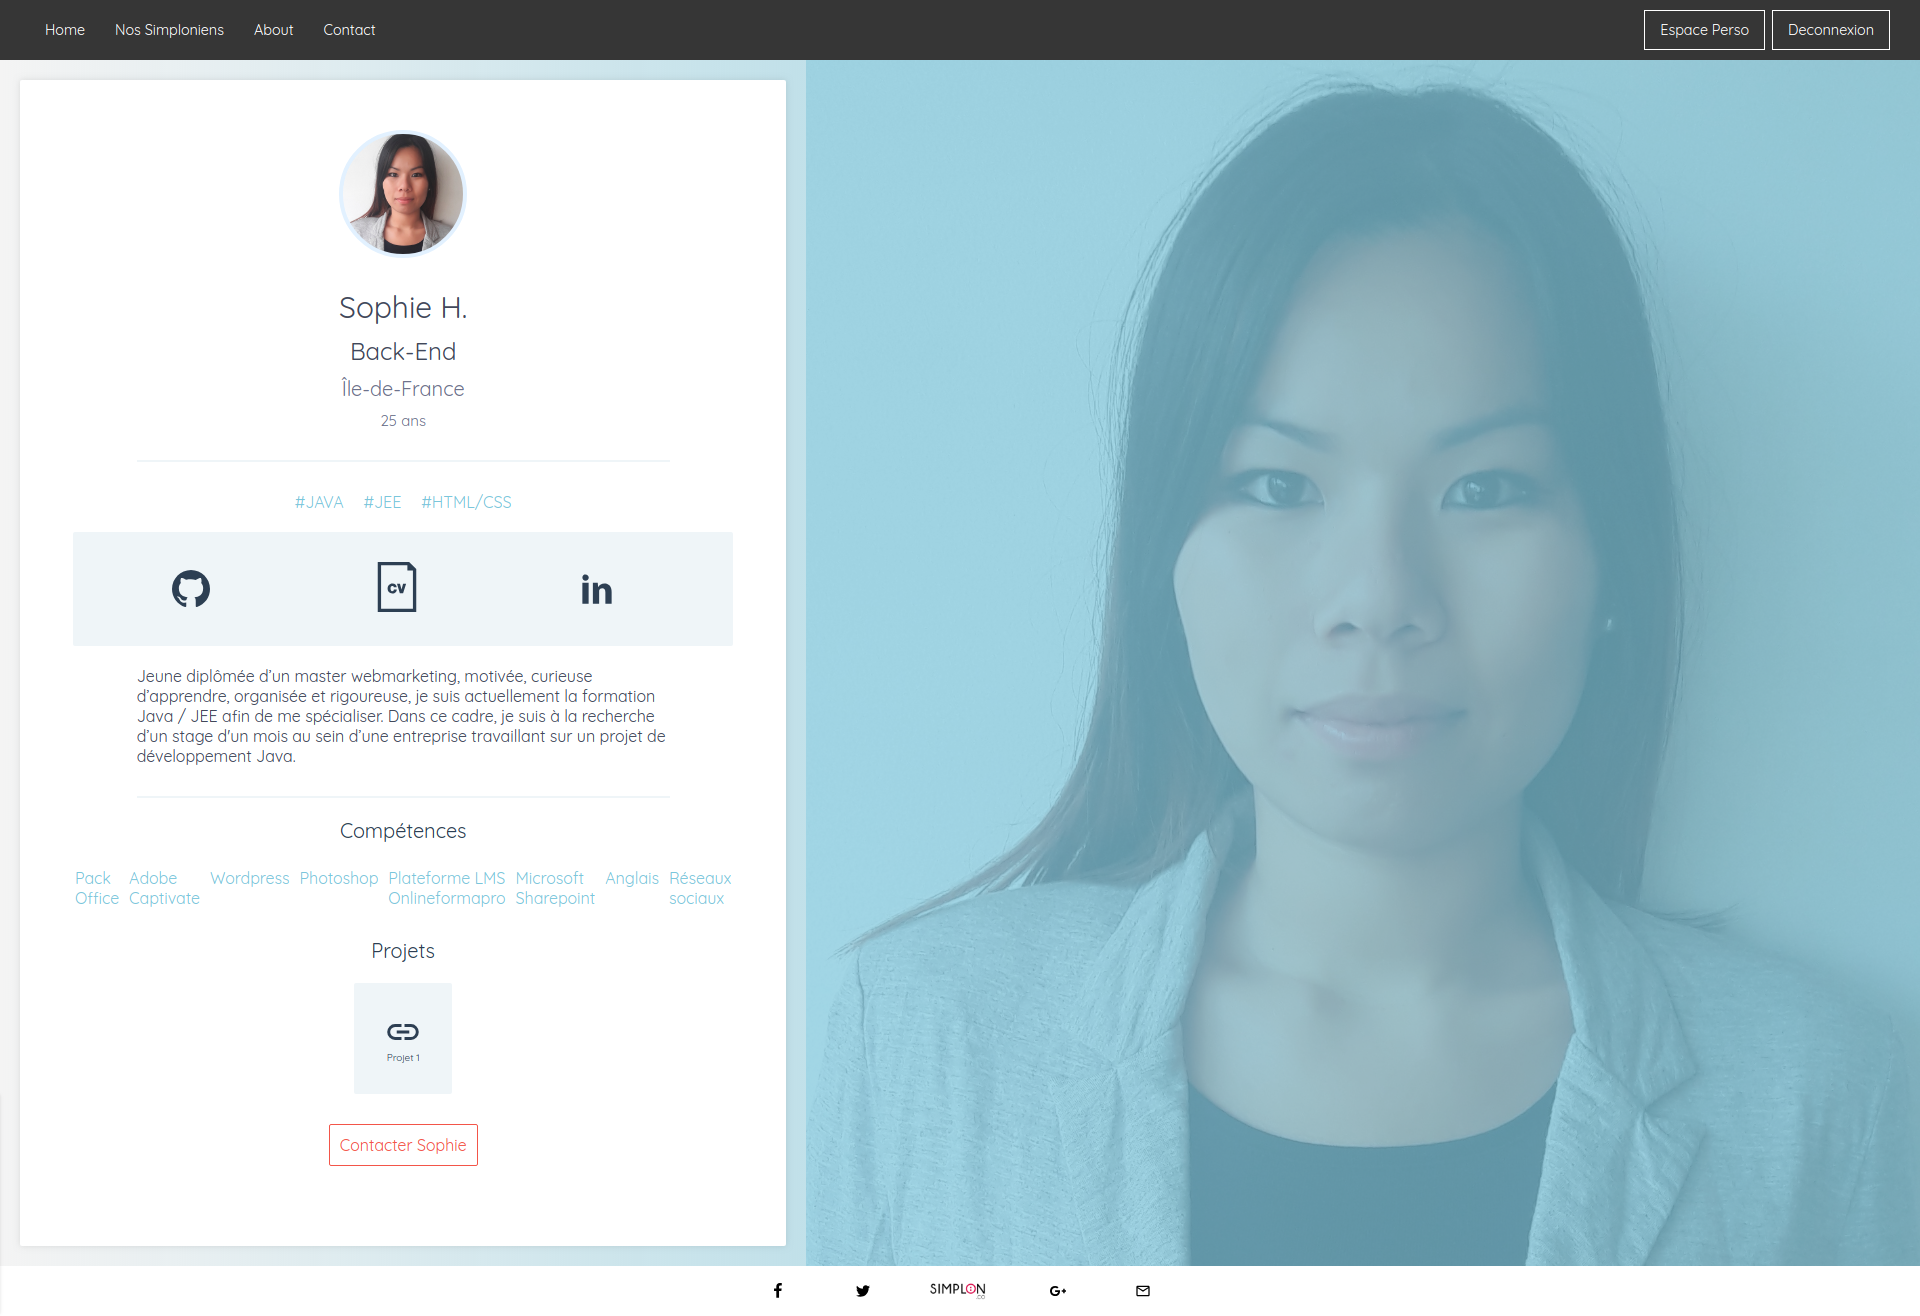 Home Nos Simploniens About Contact Espace Perso Deconnexion
Sophie H.
Back-End
Île-de-France
25 ans
#JAVA #JEE #HTML/CSS
CV in
Jeune diplômée d’un master webmarketing, motivée, curieuse
d’apprendre, organisée et rigoureuse, je suis actuellement la formation
Java / JEE afin de me spécialiser. Dans ce cadre, je suis à la recherche
d’un stage d'un mois au sein d’une entreprise travaillant sur un projet de
développement Java.
Compétences
Pack Adobe Wordpress Photoshop Plateforme LMS Microsoft Anglais Réseaux
Office Captivate Onlineformapro Sharepoint sociaux
Projets
Projet 1
Contacter Sophie
SIMPLON
.CO